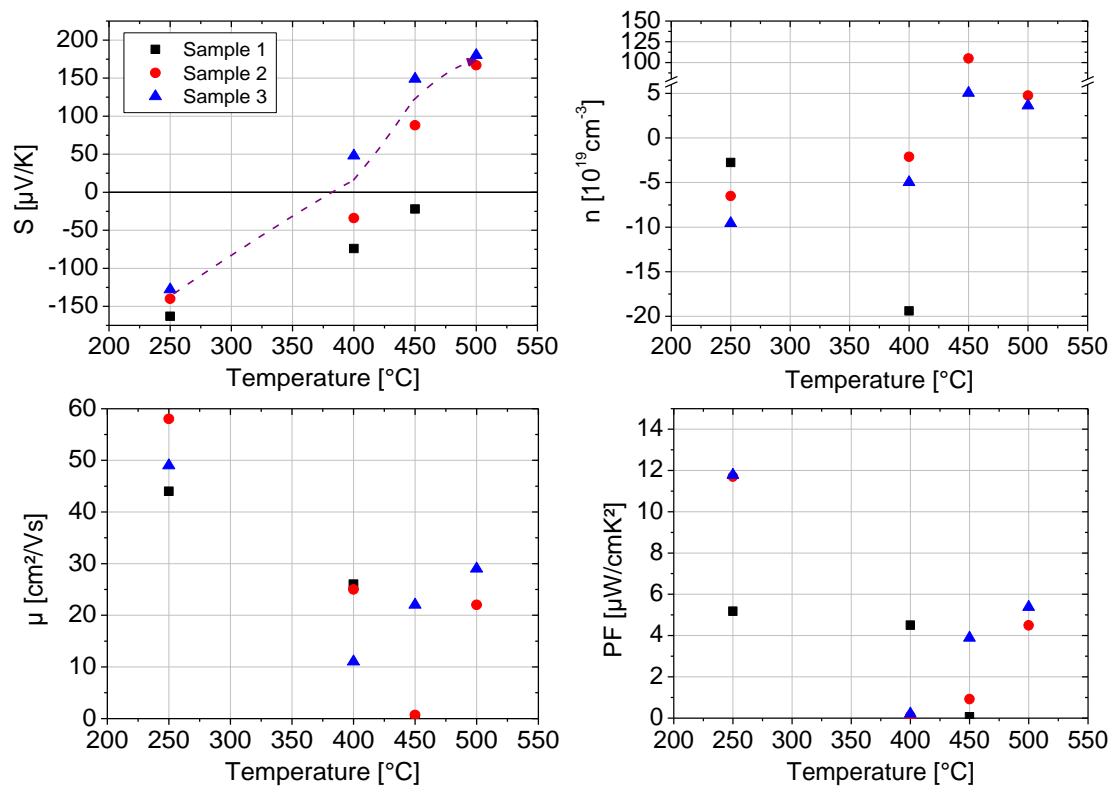 200
150
100
50
0
-50
-100
-150
S [µV/K]
Sample 1
Sample 2
Sample 3
200 250 300 350 400 450 500 550
Temperature [°C]
150
125
100
5
0
-5
-10
-15
-20
n [10¹⁹cm⁻³]
200 250 300 350 400 450 500 550
Temperature [°C]
60
50
40
30
20
10
0
µ [cm²/Vs]
200 250 300 350 400 450 500 550
Temperature [°C]
14
12
10
8
6
4
2
0
PF [µW/cmK²]
200 250 300 350 400 450 500 550
Temperature [°C]